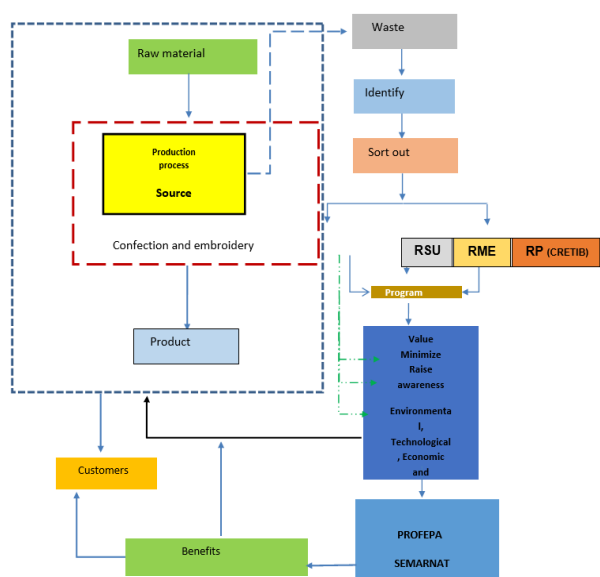 Waste
Raw material
Identify
Production
process
Source
Sort out
Confection and embroidery
RSU RME RP (CRETIB)
Program
Product
Value
Minimize
Raise
awareness
Environmenta
l,
Technological
, Economic
and
Customers
PROFEPA
SEMARNAT
Benefits